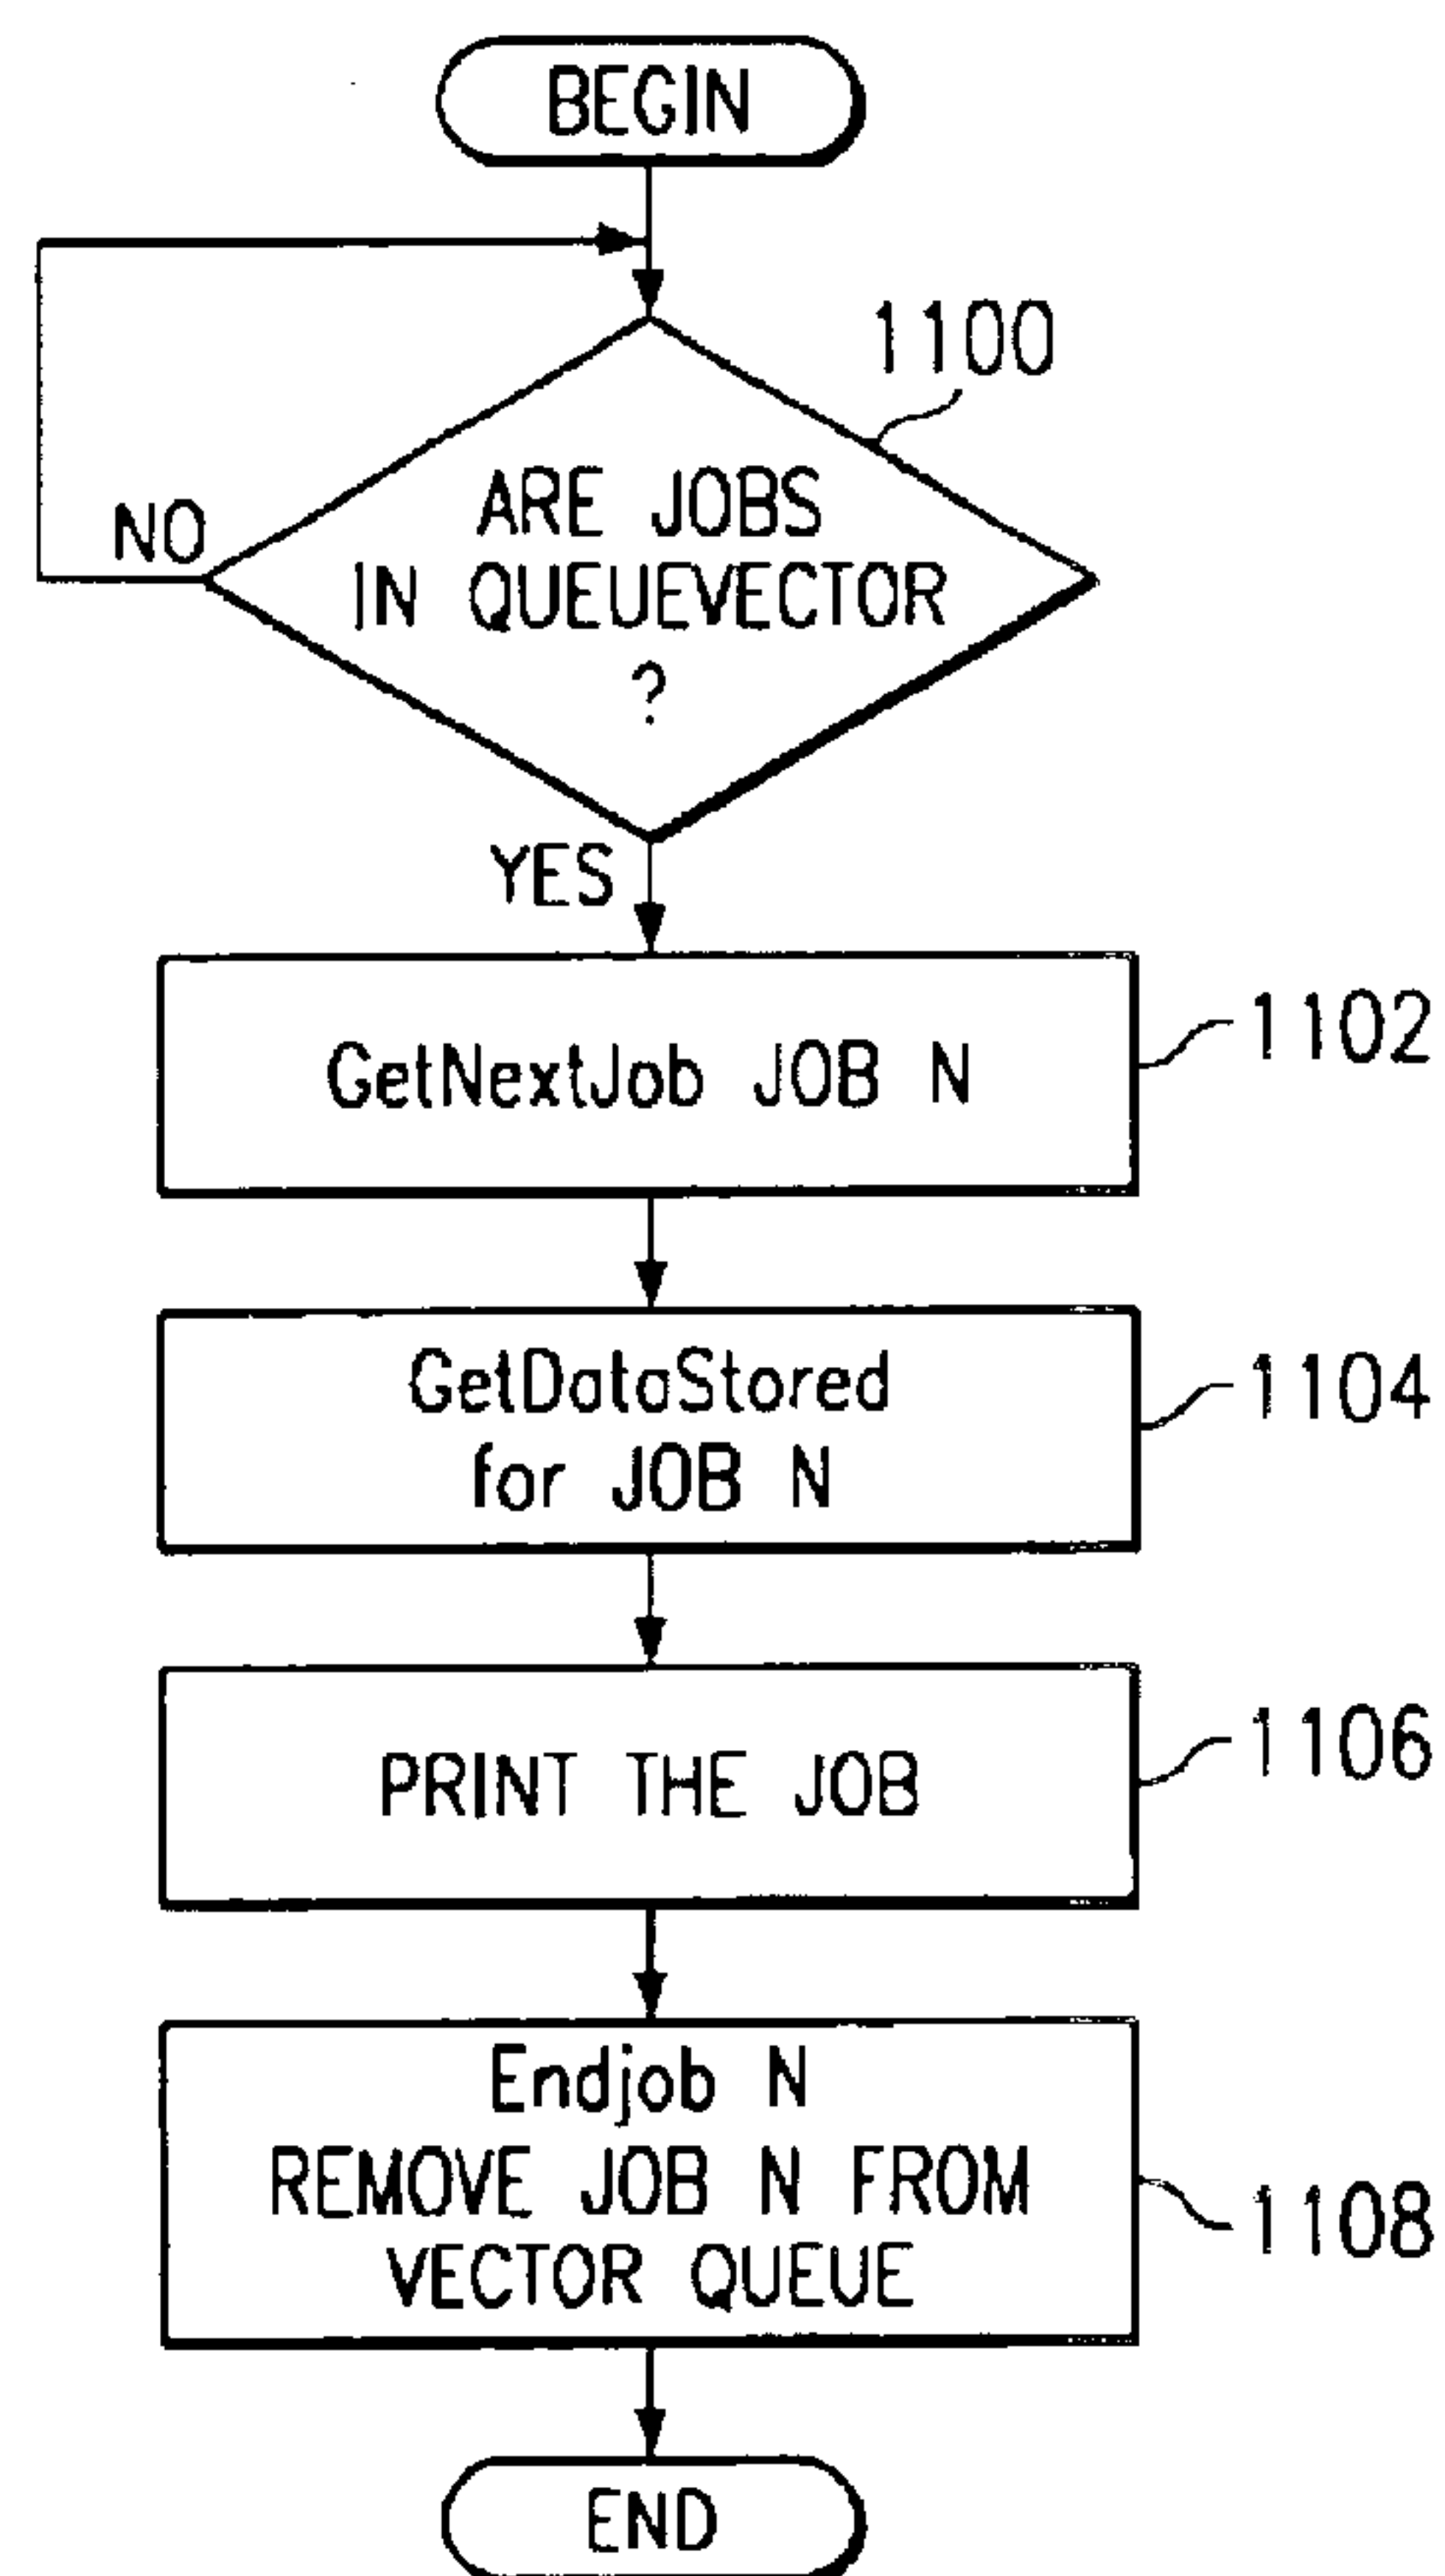 BEGIN
1100
ARE JOBS
IN QUEUEVECTOR
?
NO
YES
GetNextJob JOB N
1102
GetDataStored
for JOB N
1104
PRINT THE JOB
1106
Endjob N
REMOVE JOB N FROM
VECTOR QUEUE
1108
END